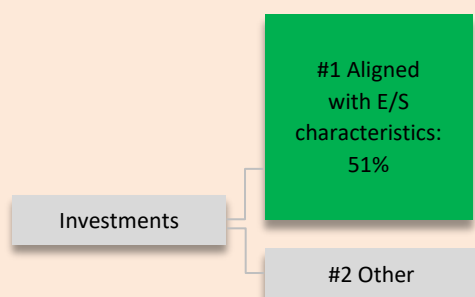 #1 Aligned
with E/S
characteristics:
51%
Investments
#2 Other